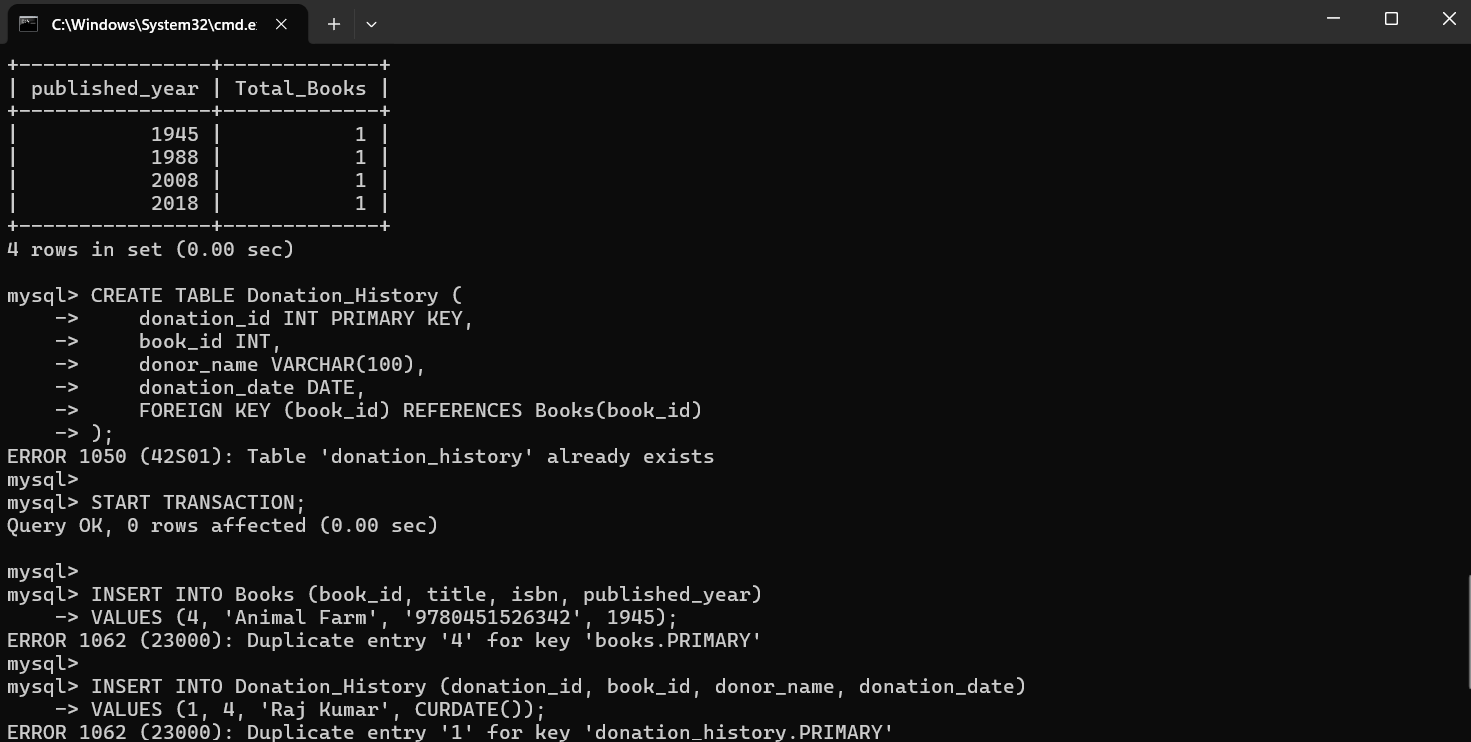 C:\Windows\System32\cmd.e
+----------------+-------------+
| published_year | Total_Books |
+----------------+-------------+
|           1945 |           1 |
|           1988 |           1 |
|           2008 |           1 |
|           2018 |           1 |
+----------------+-------------+
4 rows in set (0.00 sec)
mysql> CREATE TABLE Donation_History (
    ->     donation_id INT PRIMARY KEY,
    ->     book_id INT,
    ->     donor_name VARCHAR(100),
    ->     donation_date DATE,
    ->     FOREIGN KEY (book_id) REFERENCES Books(book_id)
    -> );
ERROR 1050 (42S01): Table 'donation_history' already exists
mysql>
mysql> START TRANSACTION;
Query OK, 0 rows affected (0.00 sec)
mysql>
mysql> INSERT INTO Books (book_id, title, isbn, published_year)
    -> VALUES (4, 'Animal Farm', '9780451526342', 1945);
ERROR 1062 (23000): Duplicate entry '4' for key 'books.PRIMARY'
mysql>
mysql> INSERT INTO Donation_History (donation_id, book_id, donor_name, donation_date)
    -> VALUES (1, 4, 'Raj Kumar', CURDATE());
ERROR 1062 (23000): Duplicate entry '1' for key 'donation_history.PRIMARY'